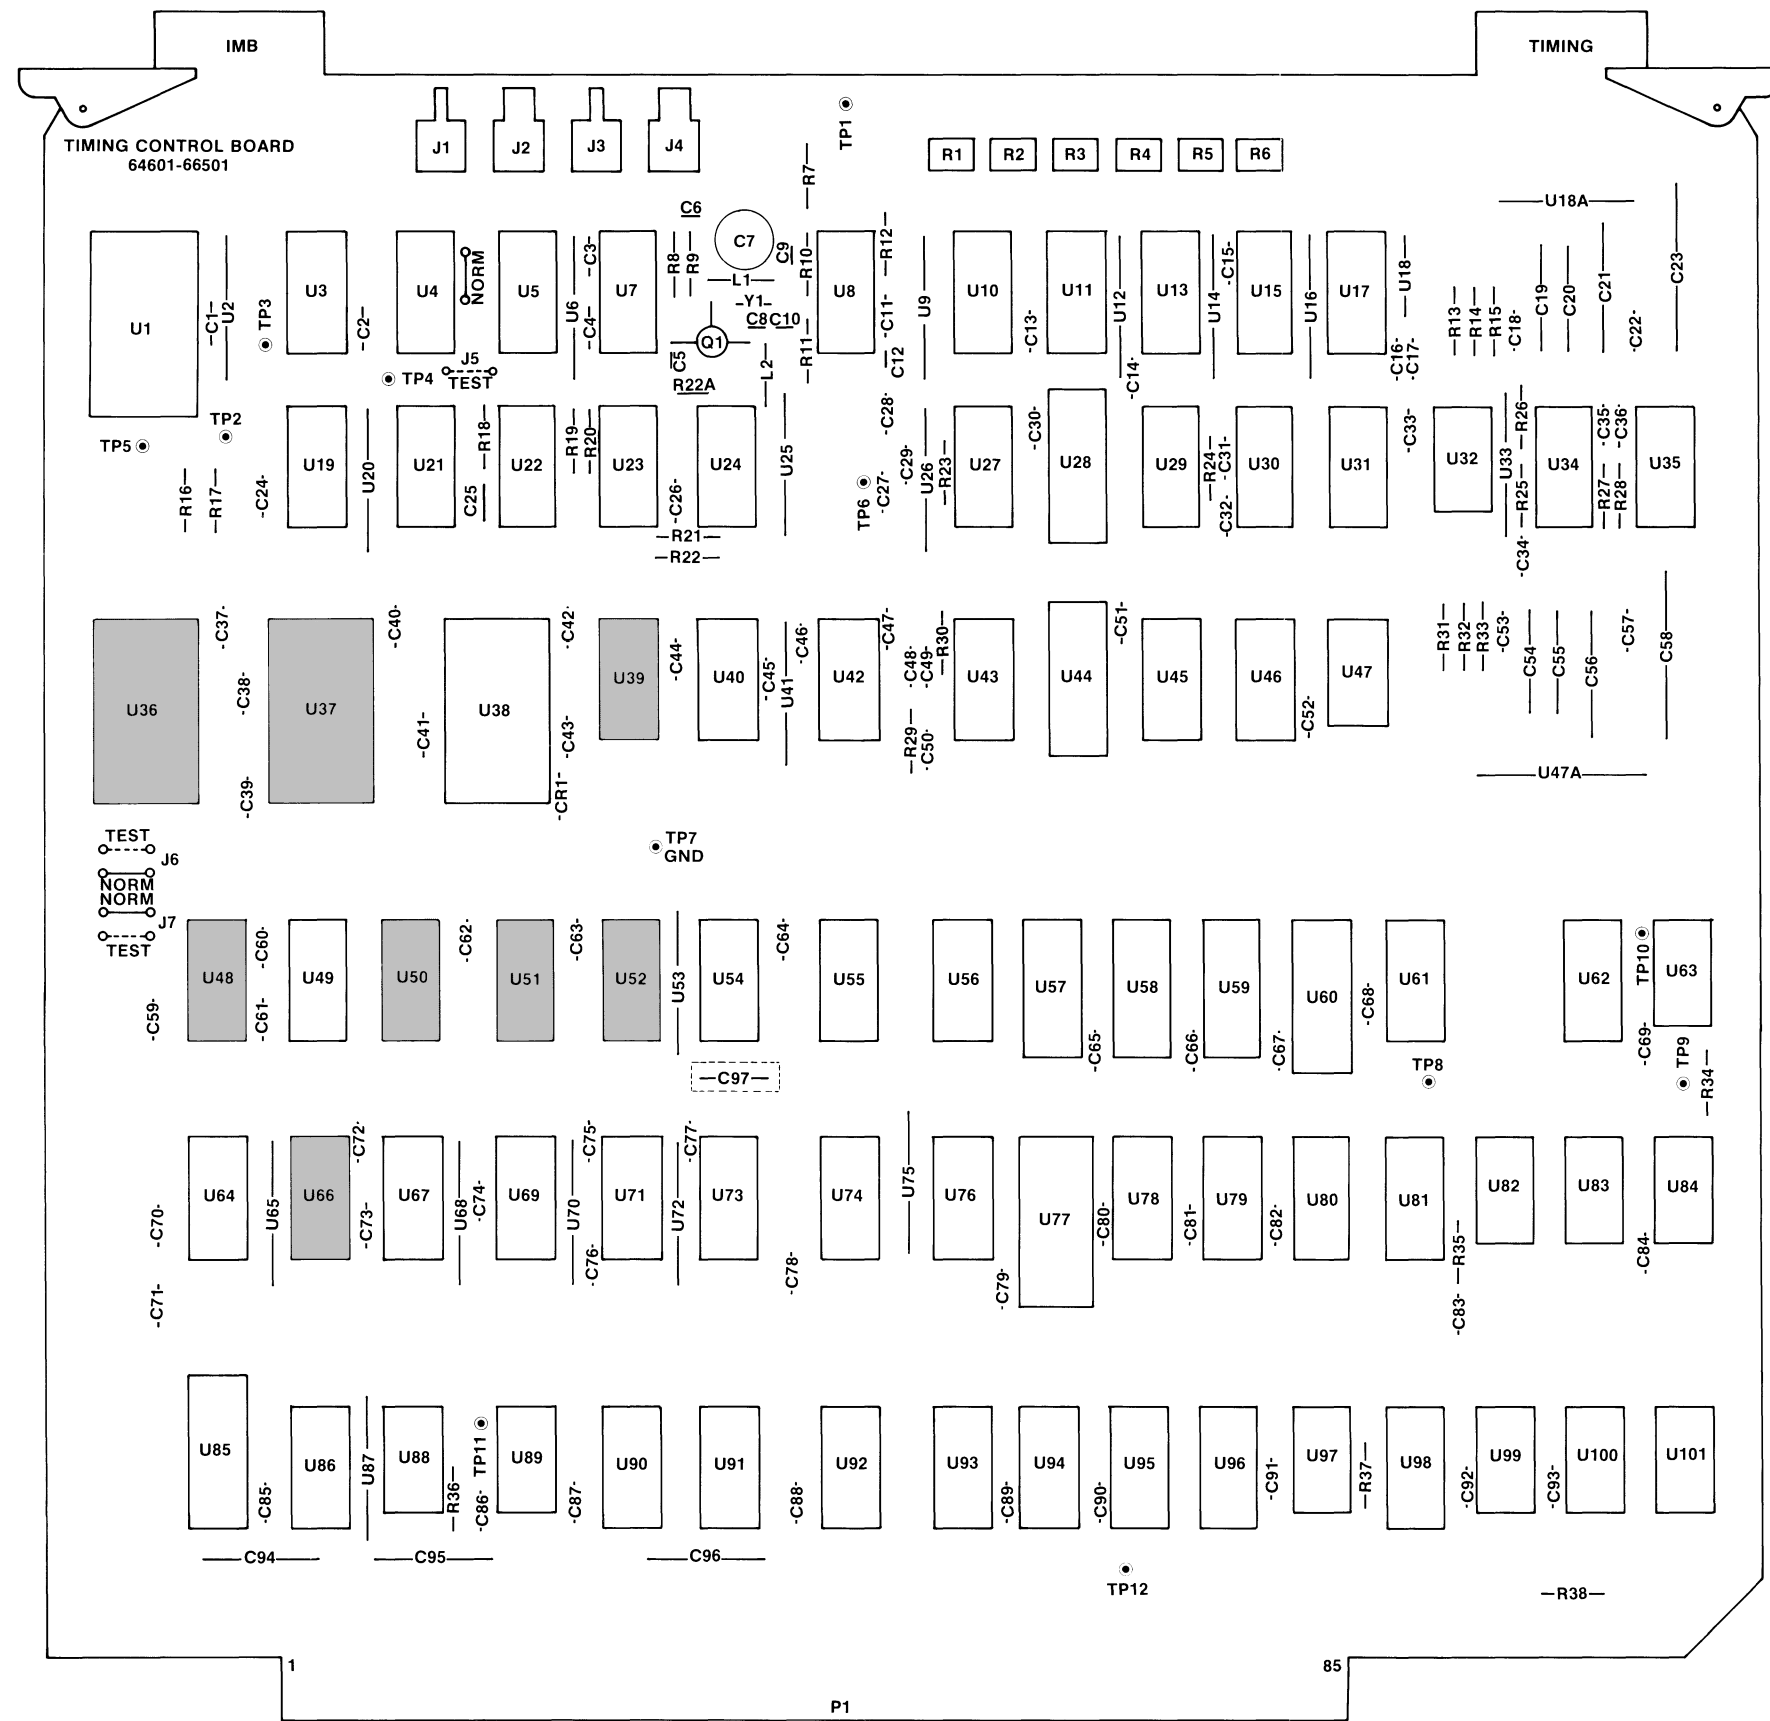 IMB
TIMING
TIMING CONTROL BOARD
64601-66501
J1
J2
J3
J4
TP1
R1
R2
R3
R4
R5
R6
R7
U18A
C6
C7
C9
R8
R9
R10
R12
L1
Y1
C8
C10
Q1
C5
R22A
L2
R11
U1
C1
U2
TP3
U3
C2
U4
NORM
U5
U6
C3
C4
U7
U8
C11
C12
U9
U10
C13
U11
U12
C14
U13
U14
C15
U15
U16
U17
U18
C16
C17
R13
R14
R15
C18
C19
C20
C21
C22
C23
TP4
J5
TEST
TP5
TP2
R16
R17
C24
U19
U20
U21
R18
C25
U22
R19
R20
U23
C26
U24
U25
R21
R22
C28
TP6
C27
C29
U26
R23
U27
C30
U28
U29
R24
C31
C32
U30
U31
C33
U32
U33
R26
R25
C34
U34
C35
C36
R27
R28
U35
U36
C37
C38
C39
U37
C40
C41
U38
C42
C43
CR1
U39
C44
U40
C45
U41
C46
U42
C47
C48
C49
R30
R29
C50
U43
U44
C51
U45
U46
C52
U47
R31
R32
R33
C53
C54
C55
C56
C57
C58
U47A
TEST
J6
NORM
NORM
J7
TEST
TP7
GND
C59
U48
C60
C61
U49
U50
C62
U51
C63
U52
U53
U54
C64
C97
U55
U56
U57
C65
U58
C66
U59
C67
U60
C68
U61
TP8
U62
TP10
C69
U63
TP9
R34
C70
C71
U64
U65
U66
C72
C73
U67
U68
C74
U69
U70
C75
C76
U71
U72
C77
U73
C78
U74
U75
U76
C79
U77
C80
U78
C81
U79
C82
U80
U81
R35
C83
U82
U83
C84
U84
U85
C85
U86
U87
U88
R36
TP11
C86
U89
C87
U90
U91
C88
U92
U93
C89
U94
C90
U95
U96
C91
U97
R37
U98
C92
U99
C93
U100
U101
C94
C95
C96
TP12
R38
1
85
P1